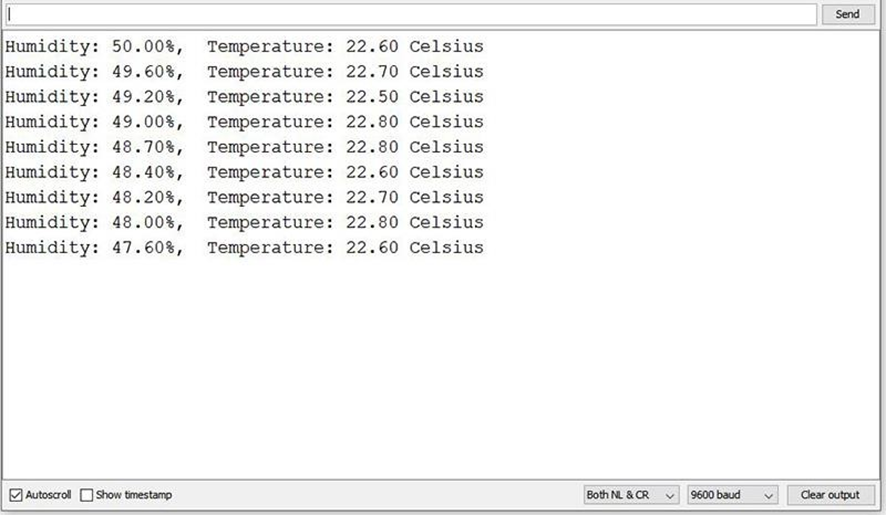 Send
Humidity: 50.00%,  Temperature: 22.60 Celsius
Humidity: 49.60%,  Temperature: 22.70 Celsius
Humidity: 49.20%,  Temperature: 22.50 Celsius
Humidity: 49.00%,  Temperature: 22.80 Celsius
Humidity: 48.70%,  Temperature: 22.80 Celsius
Humidity: 48.40%,  Temperature: 22.60 Celsius
Humidity: 48.20%,  Temperature: 22.70 Celsius
Humidity: 48.00%,  Temperature: 22.80 Celsius
Humidity: 47.60%,  Temperature: 22.60 Celsius
Autoscroll Show timestamp Both NL & CR 9600 baud Clear output